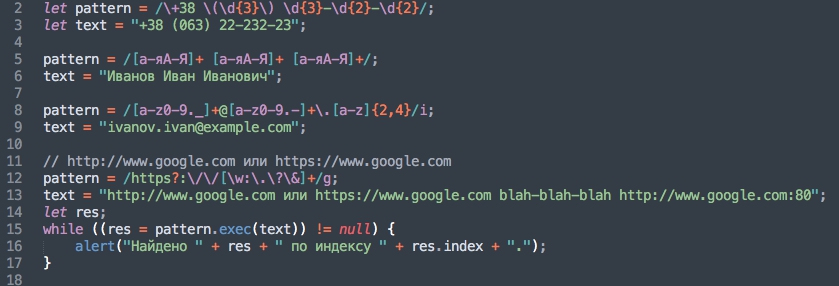 2 let pattern = /\+38 \(\d{3}\) \d{3}-\d{2}-\d{2}/;
3 let text = "+38 (063) 22-232-23";
4
5 pattern = /[а-яА-Я]+ [а-яА-Я]+ [а-яА-Я]+/;
6 text = "Иванов Иван Иванович";
7
8 pattern = /[a-z0-9._]+@[a-z0-9.-]+\.[a-z]{2,4}/i;
9 text = "ivanov.ivan@example.com";
10
11 // http://www.google.com или https://www.google.com
12 pattern = /https?:\/\/[\w:\.\?\&]+/g;
13 text = "http://www.google.com или https://www.google.com blah-blah-blah http://www.google.com:80";
14 let res;
15 while ((res = pattern.exec(text)) != null) {
16 alert("Найдено " + res + " по индексу " + res.index + ".");
17 }
18